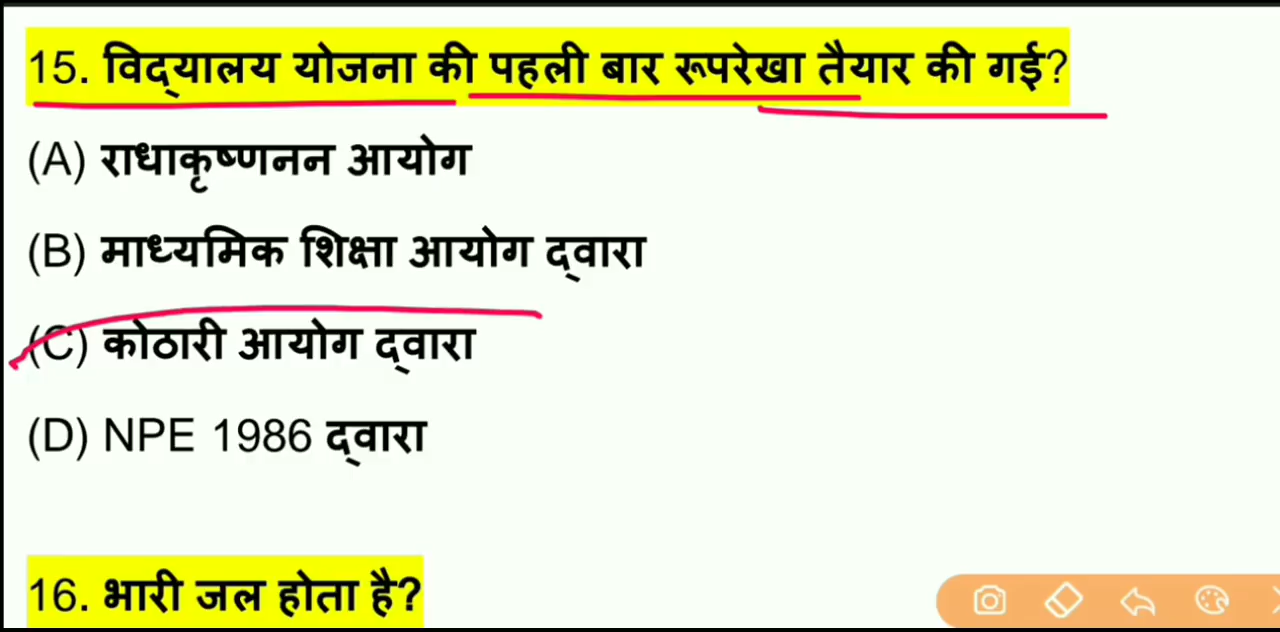 15. विद्यालय योजना की पहली बार रूपरेखा तैयार की गई?
(A) राधाकृष्णनन आयोग
(B) माध्यमिक शिक्षा आयोग द्वारा
(C) कोठारी आयोग द्वारा
(D) NPE 1986 द्वारा
16. भारी जल होता है?